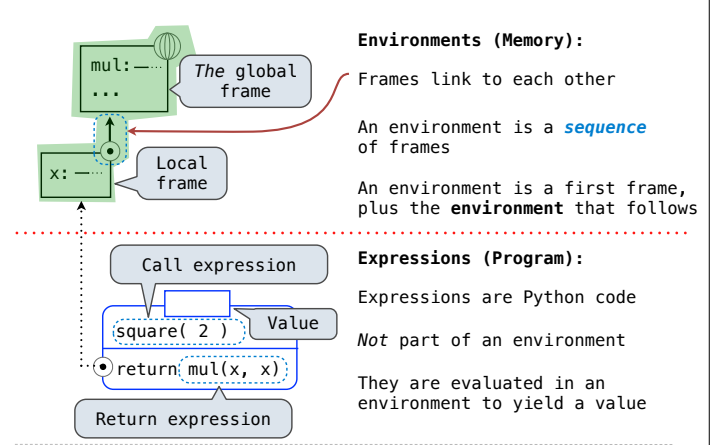 Environments (Memory):
mul: —···
...
The global
frame
Frames link to each other
An environment is a sequence
of frames
x: —···
Local
frame
An environment is a first frame,
plus the environment that follows
Expressions (Program):
Call expression
Expressions are Python code
square( 2 )
Value
Not part of an environment
return mul(x, x)
They are evaluated in an
environment to yield a value
Return expression